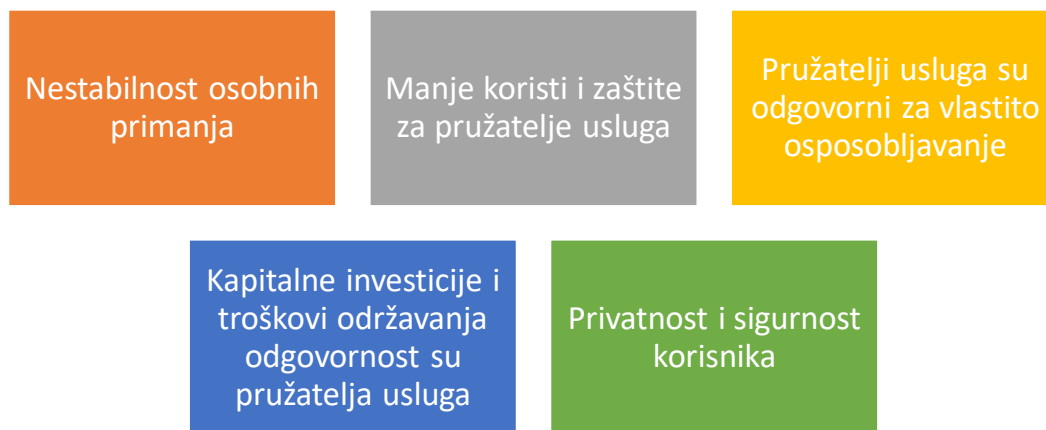 Nestabilnost osobnih
primanja
Manje koristi i zaštite
za pružatelje usluga
Pružatelji usluga su
odgovorni za vlastito
osposobljavanje
Kapitalne investicije i
troškovi održavanja
odgovornost su
pružatelja usluga
Privatnost i sigurnost
korisnika